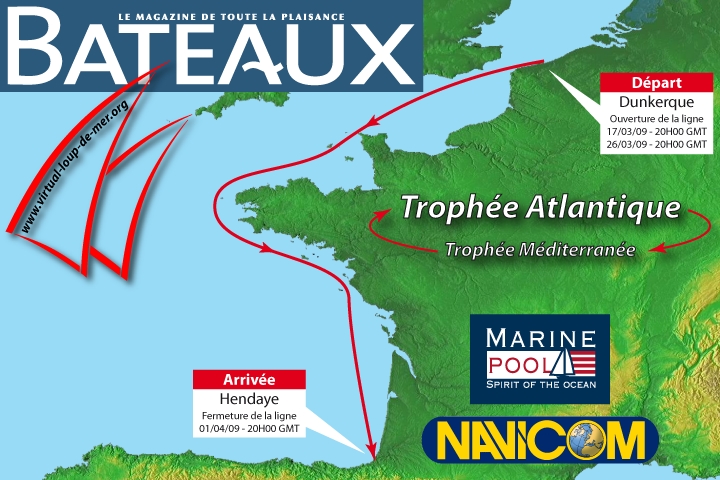 LE MAGAZINE DE TOUTE LA PLAISANCE
BATEAUX
www.virtual-loup-de-mer.org
Départ
Dunkerque
Ouverture de la ligne
17/03/09 - 20H00 GMT
26/03/09 - 20H00 GMT
Trophée Atlantique
Trophée Méditerranée
MARINE
POOL
SPIRIT OF THE OCEAN
Arrivée
Hendaye
Fermeture de la ligne
01/04/09 - 20H00 GMT
NAVICOM